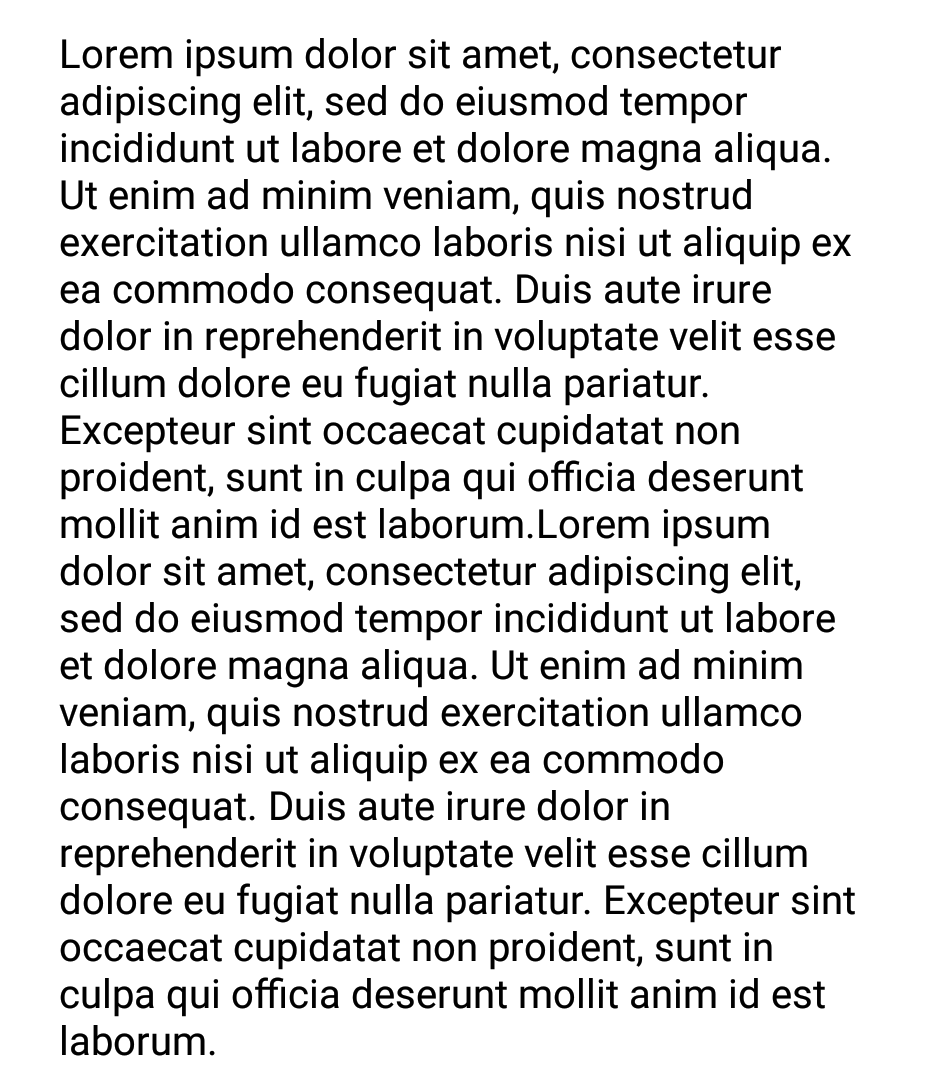 Lorem ipsum dolor sit amet, consectetur
adipiscing elit, sed do eiusmod tempor
incididunt ut labore et dolore magna aliqua.
Ut enim ad minim veniam, quis nostrud
exercitation ullamco laboris nisi ut aliquip ex
ea commodo consequat. Duis aute irure
dolor in reprehenderit in voluptate velit esse
cillum dolore eu fugiat nulla pariatur.
Excepteur sint occaecat cupidatat non
proident, sunt in culpa qui officia deserunt
mollit anim id est laborum.Lorem ipsum
dolor sit amet, consectetur adipiscing elit,
sed do eiusmod tempor incididunt ut labore
et dolore magna aliqua. Ut enim ad minim
veniam, quis nostrud exercitation ullamco
laboris nisi ut aliquip ex ea commodo
consequat. Duis aute irure dolor in
reprehenderit in voluptate velit esse cillum
dolore eu fugiat nulla pariatur. Excepteur sint
occaecat cupidatat non proident, sunt in
culpa qui officia deserunt mollit anim id est
laborum.